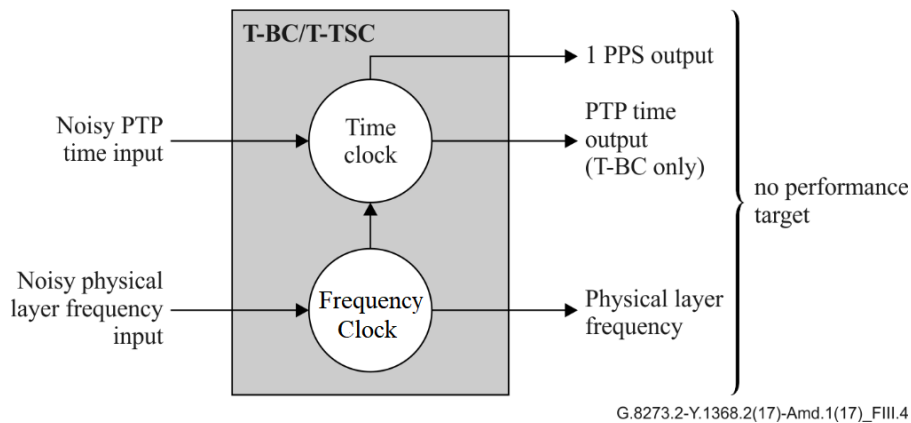 T-BC/T-TSC
1 PPS output
Noisy PTP
time input
Time
clock
PTP time
output
(T-BC only)
no performance
target
Noisy physical
layer frequency
input
Frequency
Clock
Physical layer
frequency
G.8273.2-Y.1368.2(17)-Amd.1(17)_FIII.4